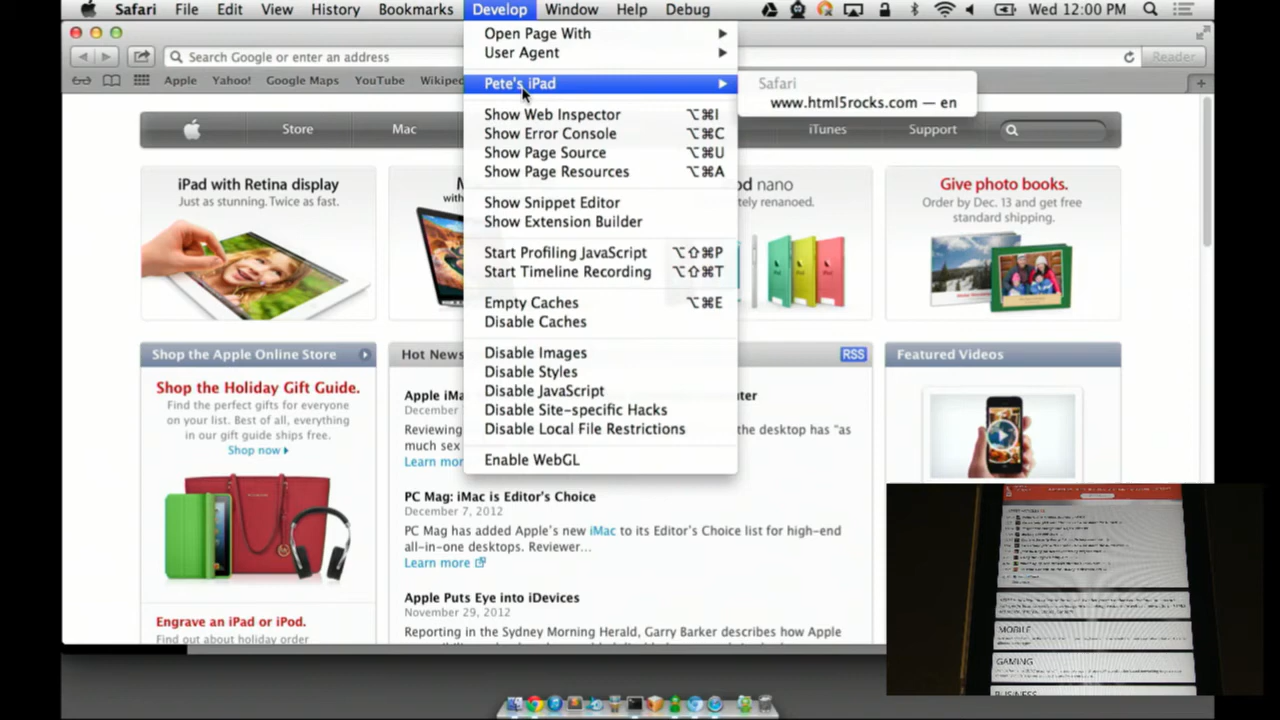 Safari File Edit View History Bookmarks Develop Window Help Debug Wed 12:00 PM
Search Google or enter an address
Reader
Apple Yahoo! Google Maps YouTube Wikiped
Open Page With
User Agent
Pete's iPad
Safari
www.html5rocks.com — en
Show Web Inspector ⌥⌘I
Show Error Console ⌥⌘C
Show Page Source ⌥⌘U
Show Page Resources ⌥⌘A
Show Snippet Editor
Show Extension Builder
Start Profiling JavaScript ⌥⇧⌘P
Start Timeline Recording ⌥⇧⌘T
Empty Caches ⌥⌘E
Disable Caches
Disable Images
Disable Styles
Disable JavaScript
Disable Site-specific Hacks
Disable Local File Restrictions
Enable WebGL
Store Mac iTunes Support
iPad with Retina display
Just as stunning. Twice as fast.
M
with
od nano
tely renanoed.
Give photo books.
Order by Dec. 13 and get free
standard shipping.
Shop the Apple Online Store
Shop the Holiday Gift Guide.
Find the perfect gifts for everyone
on your list. Best of all, everything
in our gift guide ships free.
Shop now
Engrave an iPad or iPod.
Find out about holiday order
Hot News
RSS
Apple iMa
uter
December
Reviewing
the desktop has "as
much sex
Learn mor
PC Mag: iMac is Editor's Choice
December 7, 2012
PC Mag has added Apple's new iMac to its Editor's Choice list for high-end
all-in-one desktops. Reviewer...
Learn more
Apple Puts Eye into iDevices
November 29, 2012
Reporting in the Sydney Morning Herald, Garry Barker describes how Apple
Featured Videos
MOBILE
GAMING
BUSINESS